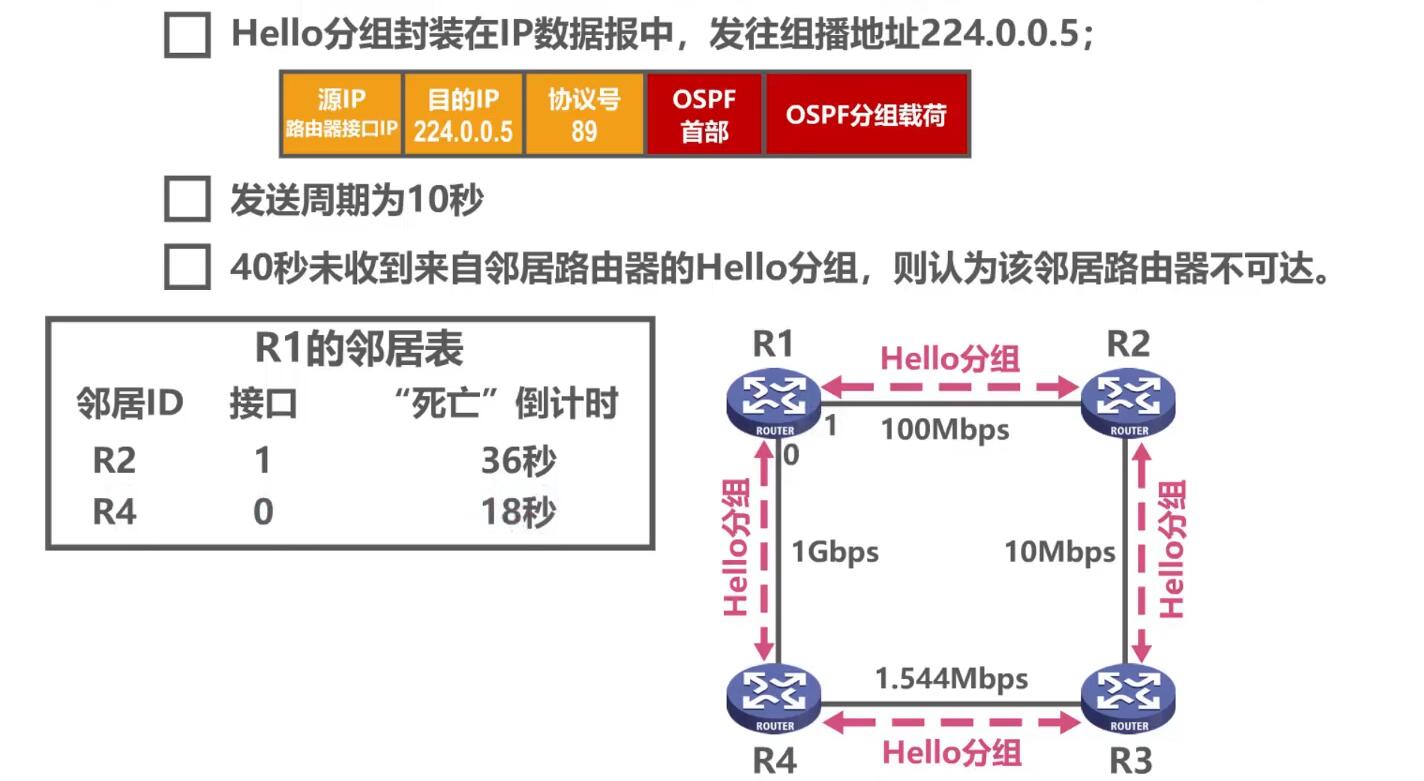 Hello分组封装在IP数据报中，发往组播地址224.0.0.5；
源IP
路由器接口IP
目的IP
224.0.0.5
协议号
89
OSPF
首部
OSPF分组载荷
发送周期为10秒
40秒未收到来自邻居路由器的Hello分组，则认为该邻居路由器不可达。
R1的邻居表
邻居ID 接口 “死亡”倒计时
R2 1 36秒
R4 0 18秒
R1
Hello分组
R2
ROUTER
1
100Mbps
ROUTER
0
Hello分组
1Gbps
10Mbps
Hello分组
1.544Mbps
ROUTER
ROUTER
Hello分组
R4
R3